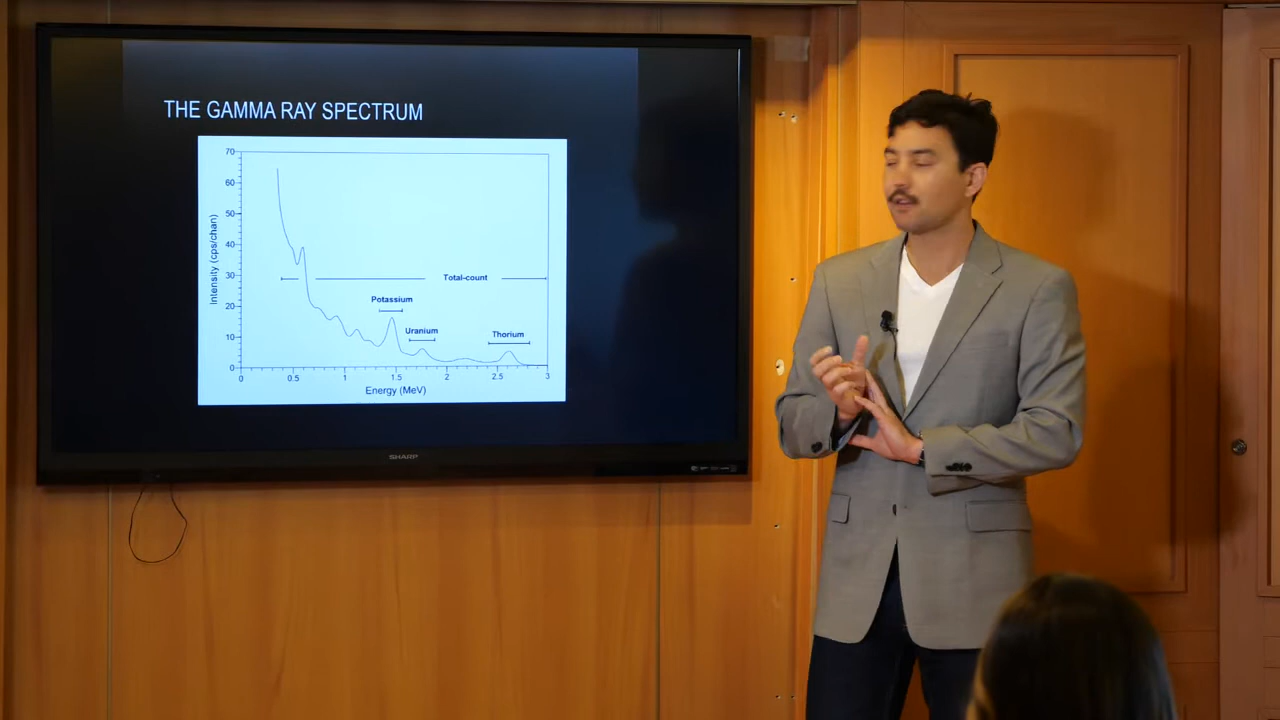 THE GAMMA RAY SPECTRUM
70
60
50
40
30
20
10
0
Intensity (cps/chan)
Total-count
Potassium
Uranium
Thorium
0 0.5 1 1.5 2 2.5 3
Energy (MeV)
SHARP